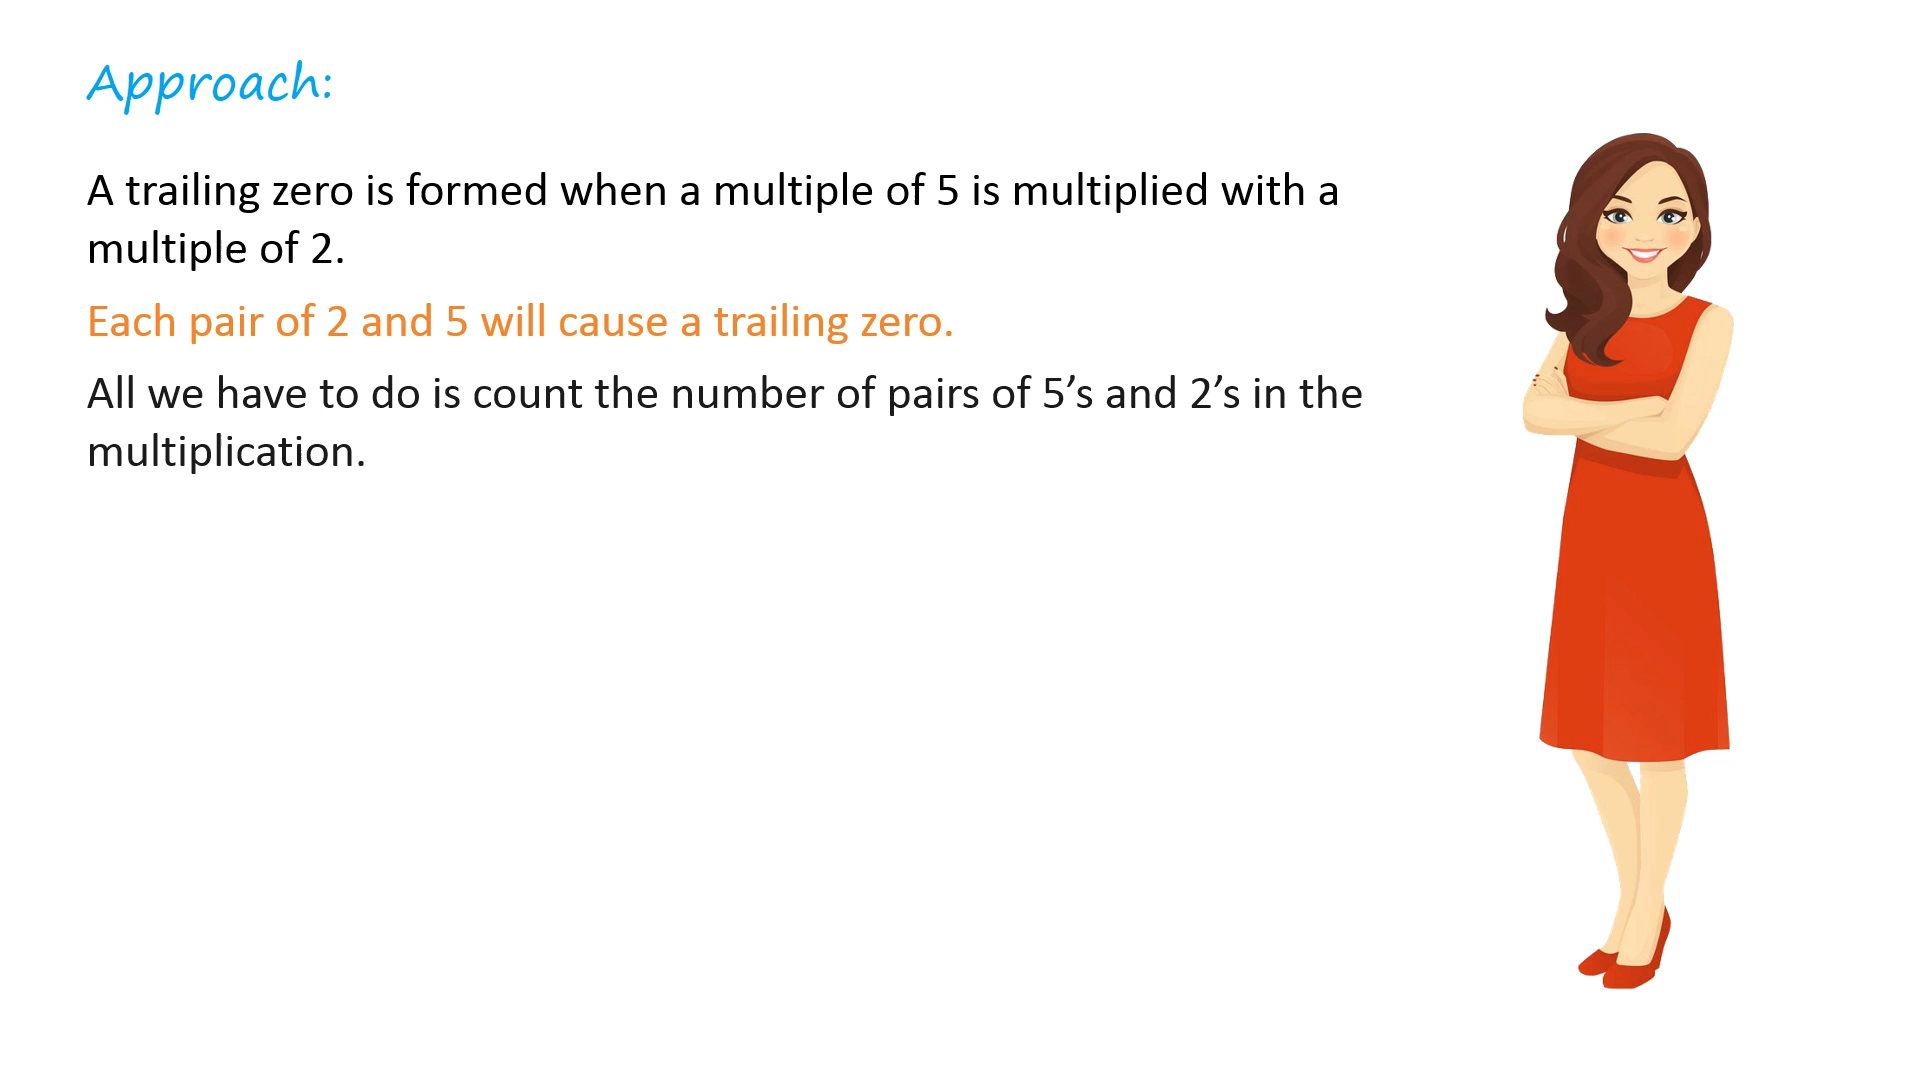 Approach:
A trailing zero is formed when a multiple of 5 is multiplied with a
multiple of 2.
Each pair of 2 and 5 will cause a trailing zero.
All we have to do is count the number of pairs of 5’s and 2’s in the
multiplication.